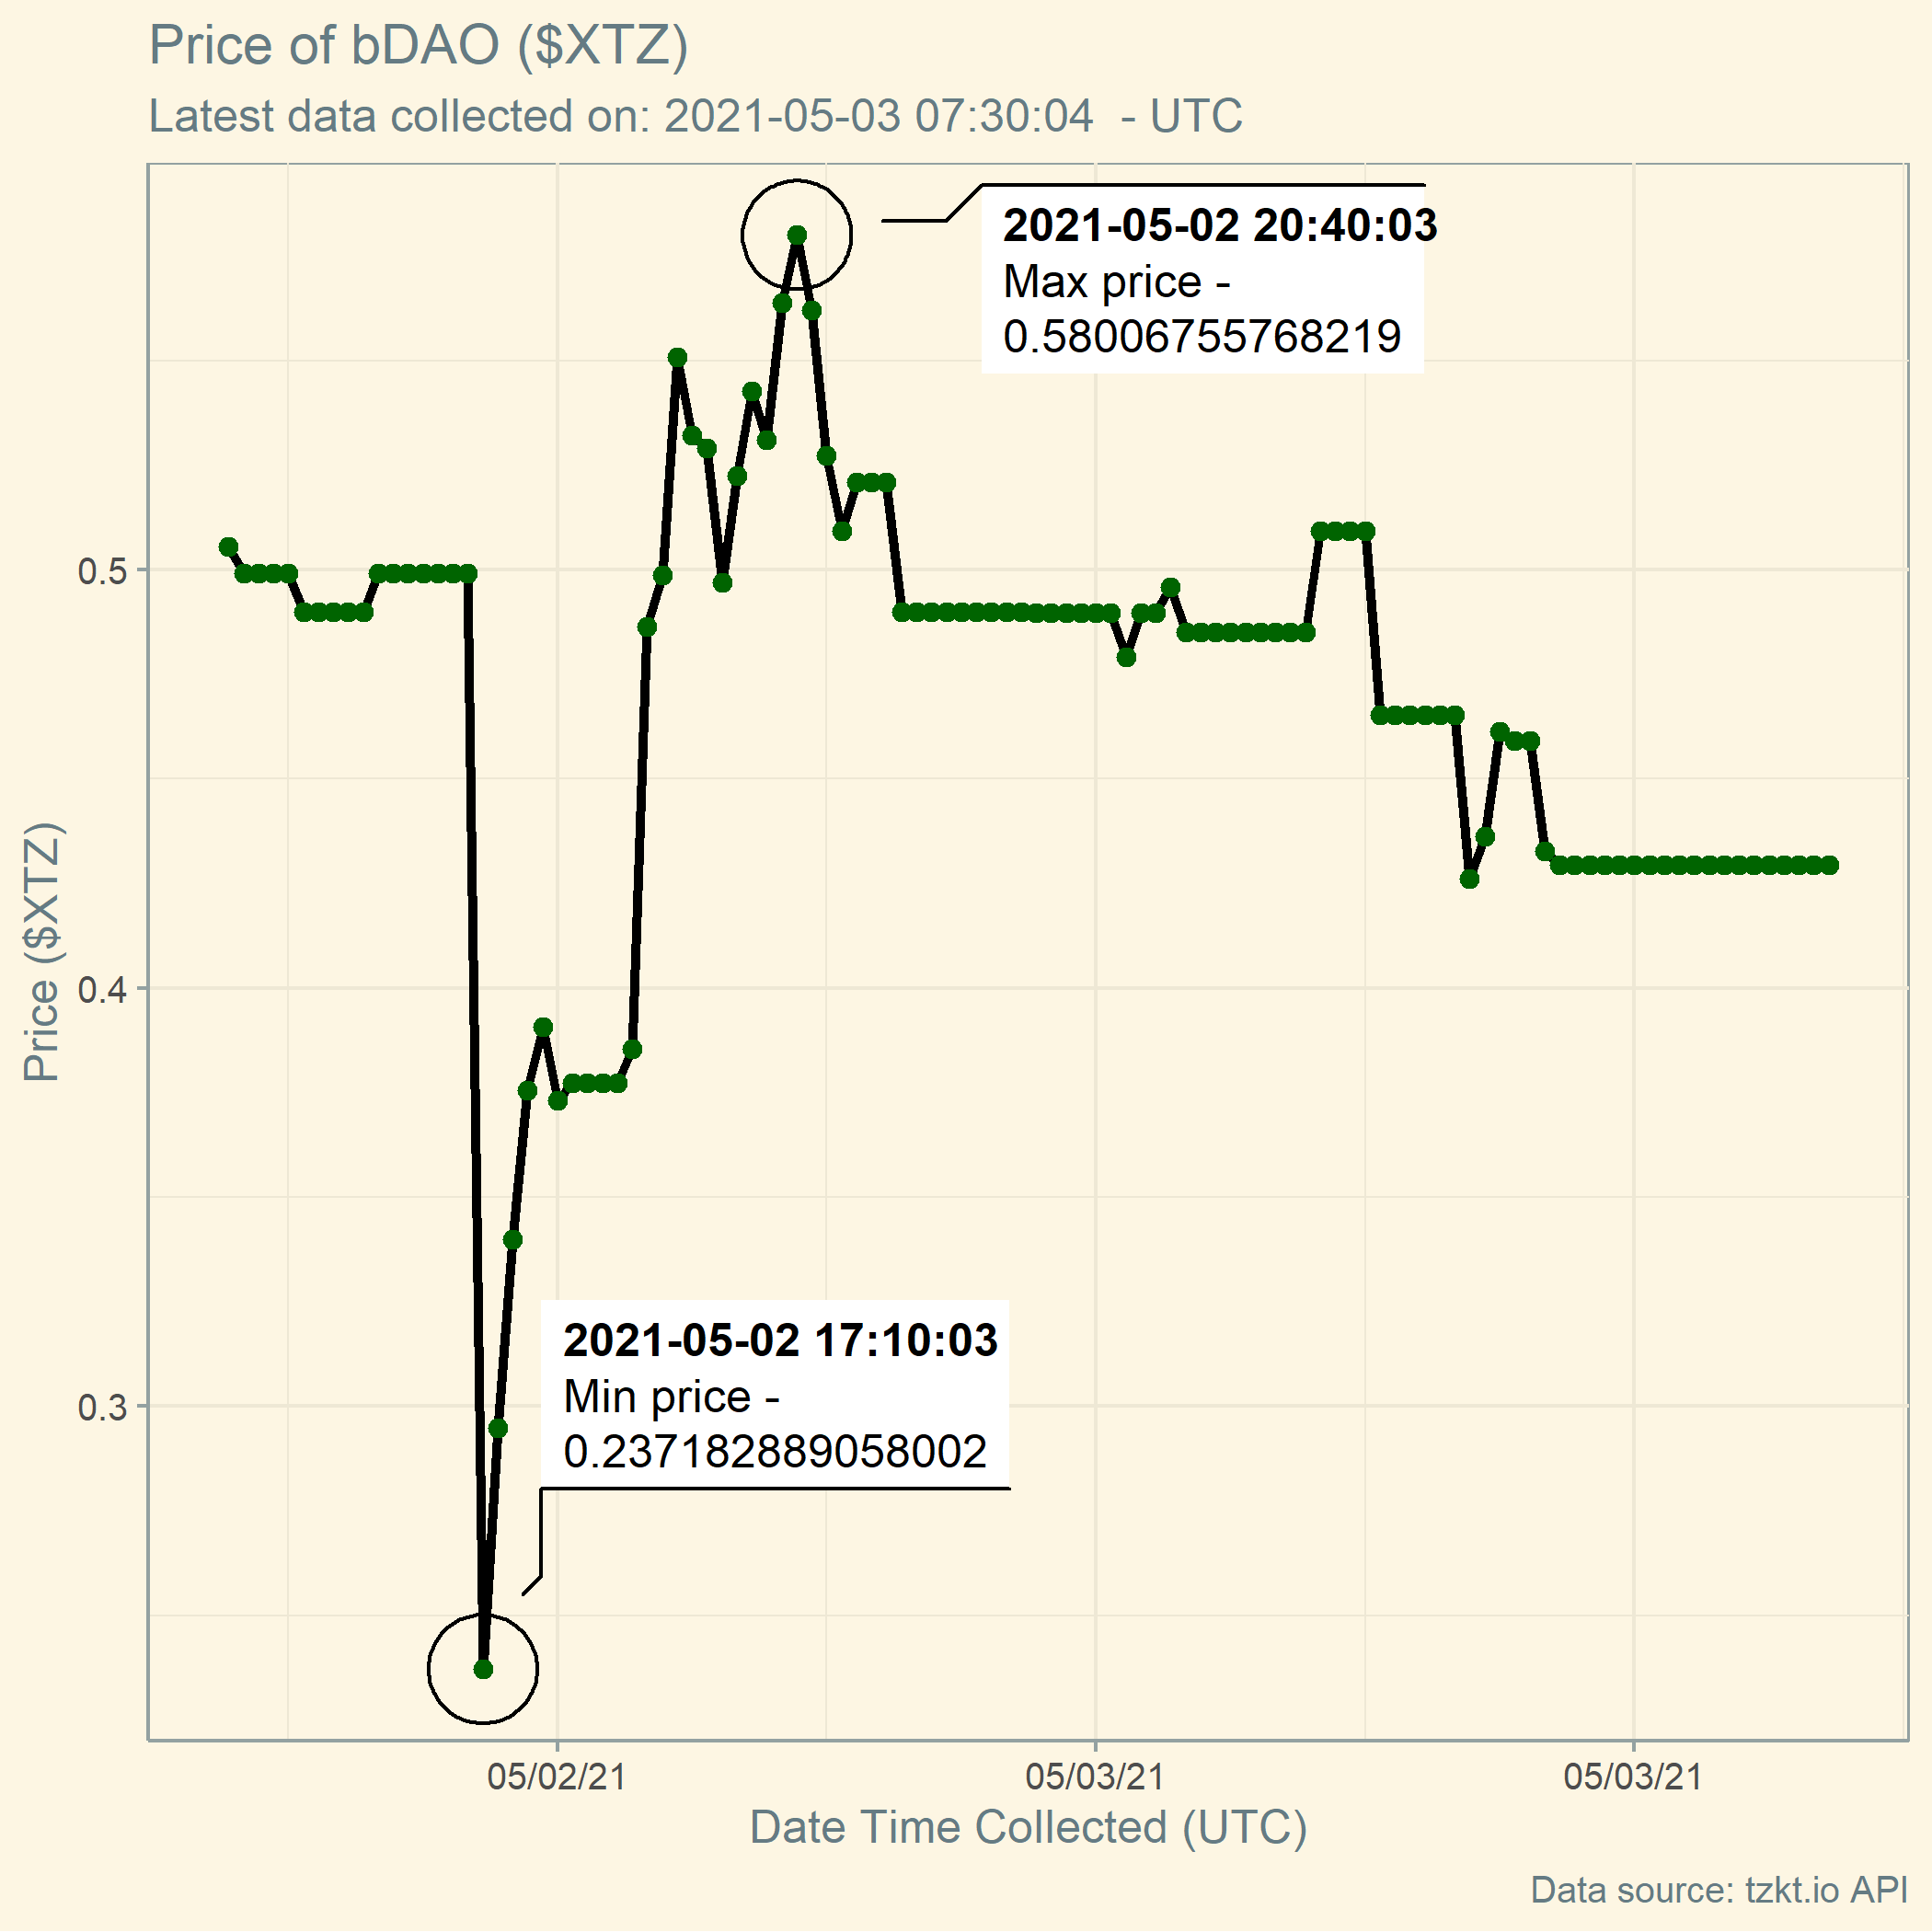 Price of bDAO ($XTZ)
Latest data collected on: 2021-05-03 07:30:04  - UTC
2021-05-02 20:40:03
Max price -
0.58006755768219
0.5
0.4
0.3
Price ($XTZ)
2021-05-02 17:10:03
Min price -
0.237182889058002
05/02/21
05/03/21
05/03/21
Date Time Collected (UTC)
Data source: tzkt.io API